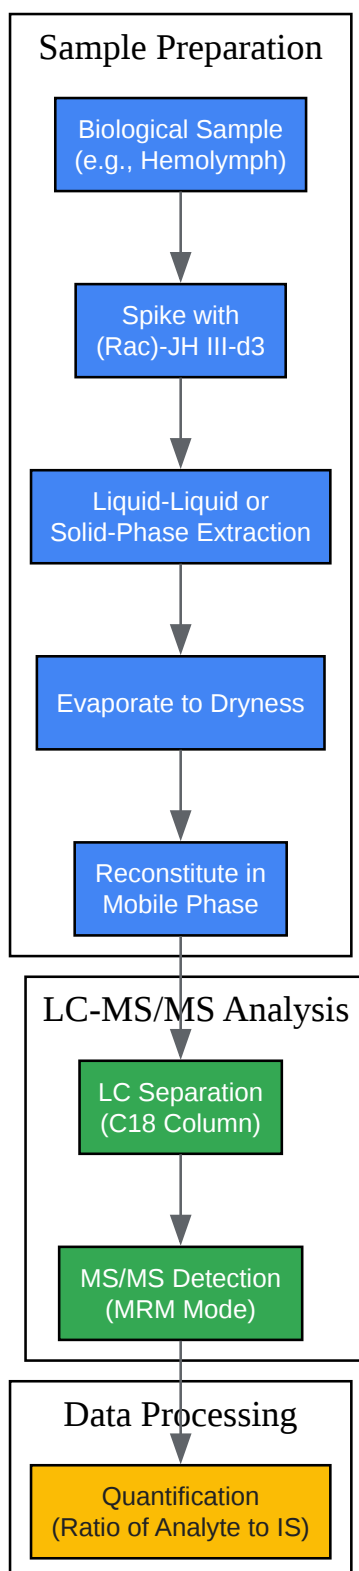 Sample Preparation
Biological Sample
(e.g., Hemolymph)
Spike with
(Rac)-JH III-d3
Liquid-Liquid or
Solid-Phase Extraction
Evaporate to Dryness
Reconstitute in
Mobile Phase
LC-MS/MS Analysis
LC Separation
(C18 Column)
MS/MS Detection
(MRM Mode)
Data Processing
Quantification
(Ratio of Analyte to IS)